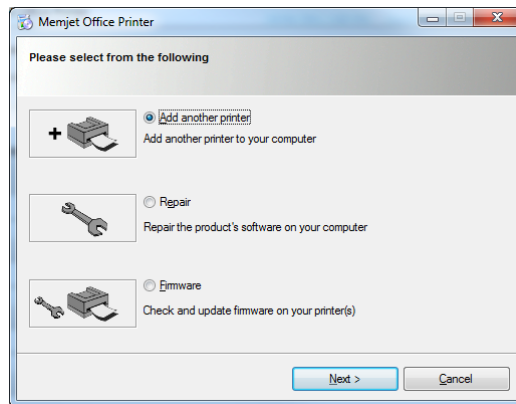 Memjet Office Printer
Please select from the following
Add another printer
Add another printer to your computer
Repair
Repair the product's software on your computer
Firmware
Check and update firmware on your printer(s)
Next >
Cancel